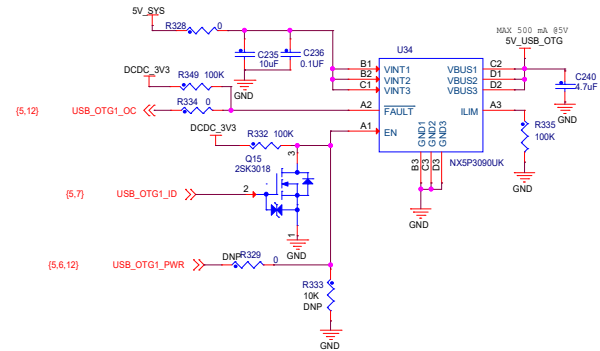 5V_SYS
MAX 500 mA @5V
5V_USB_OTG
R328 0
C235
10uF
C236
0.1UF
GND
U34
B1 VINT1
B2 VINT2
C1 VINT3
VBUS1 C2
VBUS2 D1
VBUS3 D2
C240
4.7uF
GND
DCDC_3V3
R349 100K
{5,12} USB_OTG1_OC R334 0
A2 FAULT
ILIM A3
R335
100K
GND
DCDC_3V3
R332 100K
A1 EN
GND1
GND2
GND3
B3
C3
D3
NX5P3090UK
GND
Q15
2SK3018
3
{5,7} USB_OTG1_ID 2
1
GND
{5,6,12} USB_OTG1_PWR DNP R329 0
R333
10K
DNP
GND